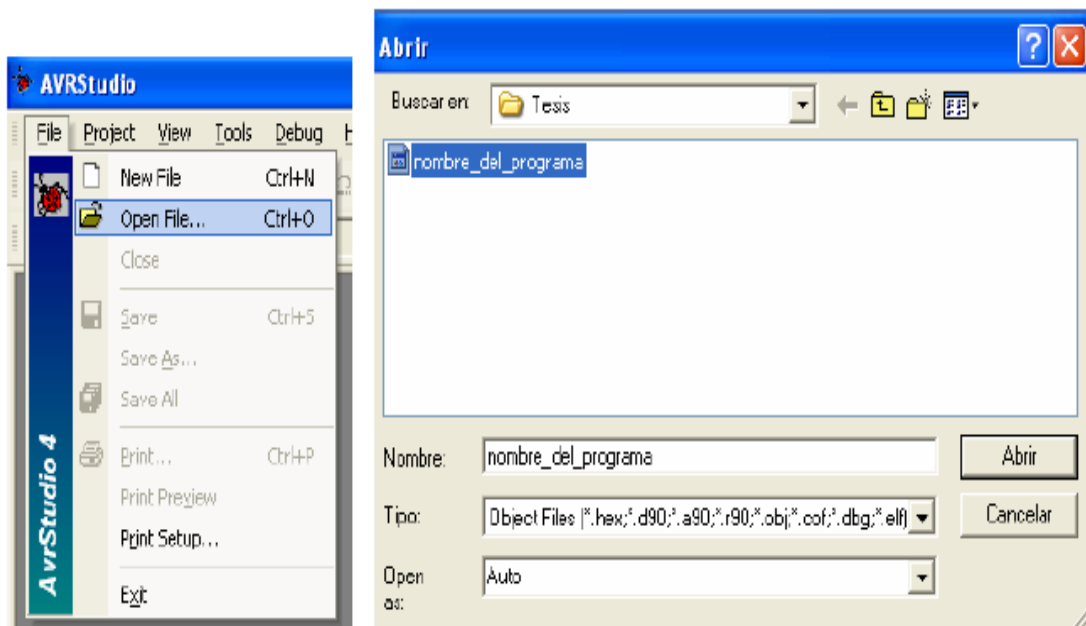 AVRStudio
File Project View Tools Debug H
New File Ctrl+N
Open File... Ctrl+O
Close
Save Ctrl+S
Save As...
Save All
Print... Ctrl+P
Print Preview
Print Setup...
Exit
AvrStudio 4
Abrir
Buscar en: Tesis
nombre_del_programa
Nombre: nombre_del_programa Abrir
Tipo: Object Files (*.hex;*.d90;*.a90;*.r90;*.obj;*.cof;*.dbg;*.elf) Cancelar
Open as: Auto